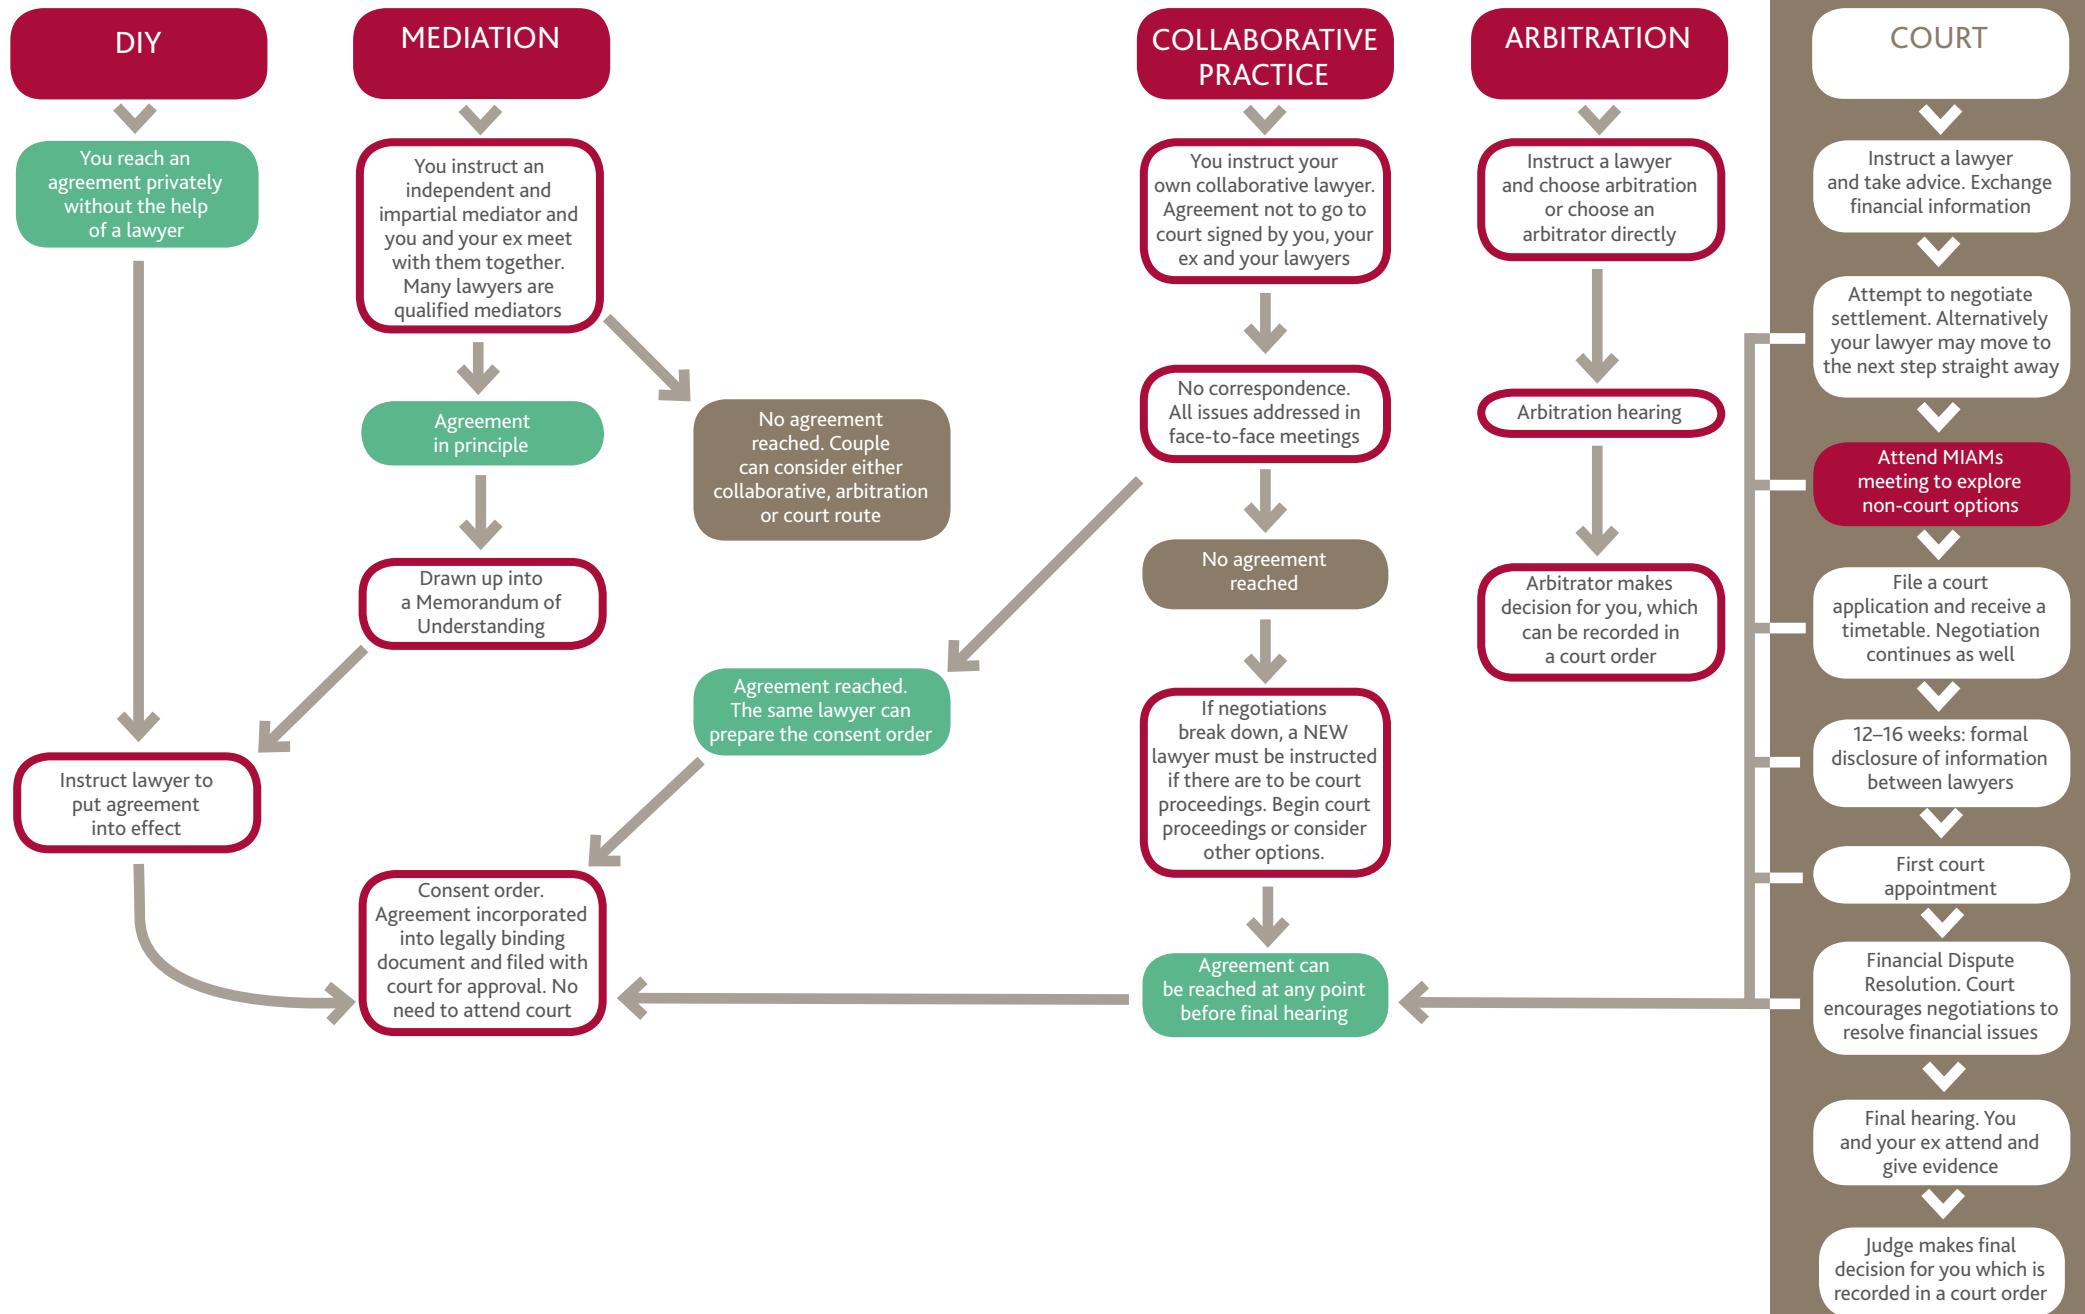 DIY
You reach an
agreement privately
without the help
of a lawyer
Instruct lawyer to
put agreement
into effect
MEDIATION
You instruct an
independent and
impartial mediator and
you and your ex meet
with them together.
Many lawyers are
qualified mediators
Agreement
in principle
Drawn up into
a Memorandum of
Understanding
Consent order.
Agreement incorporated
into legally binding
document and filed with
court for approval. No
need to attend court
No agreement
reached. Couple
can consider either
collaborative, arbitration
or court route
Agreement reached.
The same lawyer can
prepare the consent order
COLLABORATIVE
PRACTICE
You instruct your
own collaborative lawyer.
Agreement not to go to
court signed by you, your
ex and your lawyers
No correspondence.
All issues addressed in
face-to-face meetings
No agreement
reached
If negotiations
break down, a NEW
lawyer must be instructed
if there are to be court
proceedings. Begin court
proceedings or consider
other options.
Agreement can
be reached at any point
before final hearing
ARBITRATION
Instruct a lawyer
and choose arbitration
or choose an
arbitrator directly
Arbitration hearing
Arbitrator makes
decision for you, which
can be recorded in
a court order
COURT
Instruct a lawyer
and take advice. Exchange
financial information
Attempt to negotiate
settlement. Alternatively
your lawyer may move to
the next step straight away
Attend MIAMs
meeting to explore
non-court options
File a court
application and receive a
timetable. Negotiation
continues as well
12–16 weeks: formal
disclosure of information
between lawyers
First court
appointment
Financial Dispute
Resolution. Court
encourages negotiations to
resolve financial issues
Final hearing. You
and your ex attend and
give evidence
Judge makes final
decision for you which is
recorded in a court order